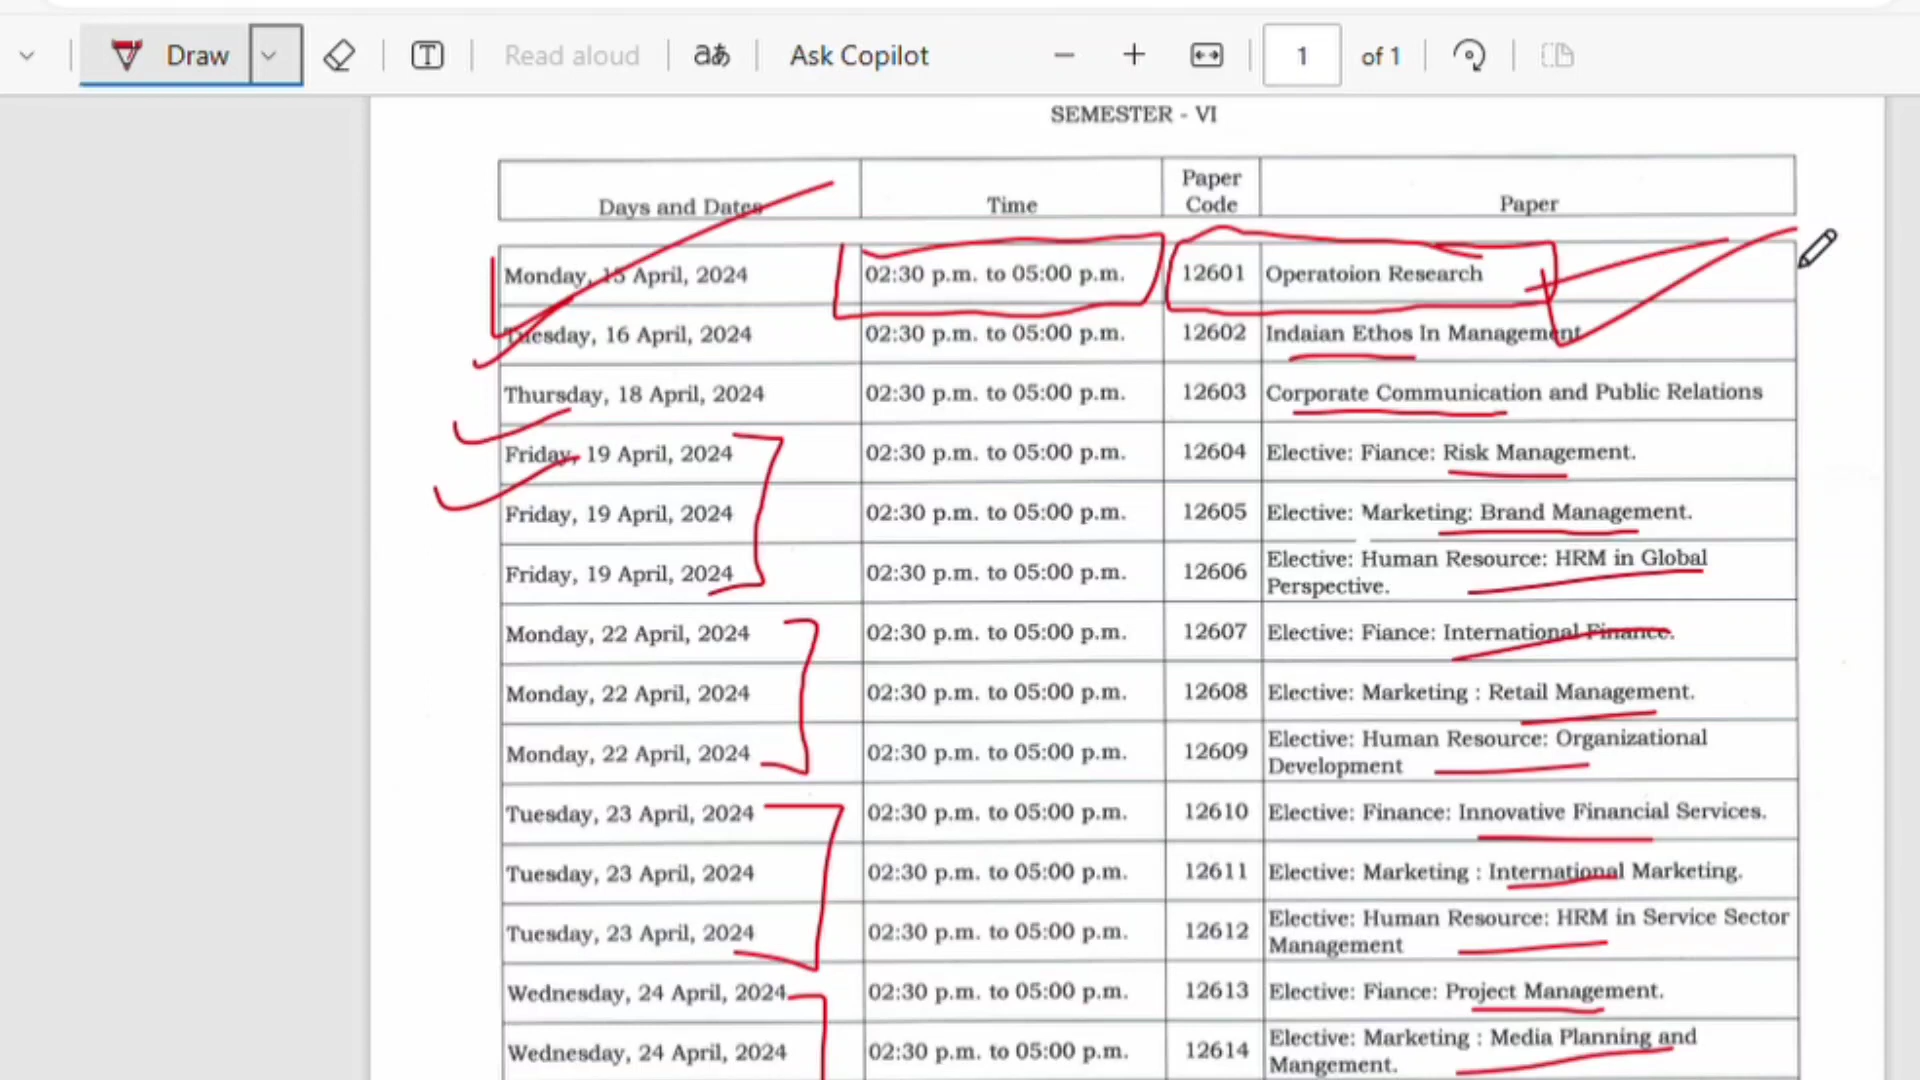 Draw
Read aloud
aあ
Ask Copilot
1 of 1
SEMESTER - VI
Days and Dates Time Paper Code Paper
Monday, 15 April, 2024 02:30 p.m. to 05:00 p.m. 12601 Operatoion Research
Tuesday, 16 April, 2024 02:30 p.m. to 05:00 p.m. 12602 Indaian Ethos In Management
Thursday, 18 April, 2024 02:30 p.m. to 05:00 p.m. 12603 Corporate Communication and Public Relations
Friday, 19 April, 2024 02:30 p.m. to 05:00 p.m. 12604 Elective: Fiance: Risk Management.
Friday, 19 April, 2024 02:30 p.m. to 05:00 p.m. 12605 Elective: Marketing: Brand Management.
Friday, 19 April, 2024 02:30 p.m. to 05:00 p.m. 12606 Elective: Human Resource: HRM in Global
Perspective.
Monday, 22 April, 2024 02:30 p.m. to 05:00 p.m. 12607 Elective: Fiance: International Finance.
Monday, 22 April, 2024 02:30 p.m. to 05:00 p.m. 12608 Elective: Marketing : Retail Management.
Monday, 22 April, 2024 02:30 p.m. to 05:00 p.m. 12609 Elective: Human Resource: Organizational
Development
Tuesday, 23 April, 2024 02:30 p.m. to 05:00 p.m. 12610 Elective: Finance: Innovative Financial Services.
Tuesday, 23 April, 2024 02:30 p.m. to 05:00 p.m. 12611 Elective: Marketing : International Marketing.
Tuesday, 23 April, 2024 02:30 p.m. to 05:00 p.m. 12612 Elective: Human Resource: HRM in Service Sector
Management
Wednesday, 24 April, 2024 02:30 p.m. to 05:00 p.m. 12613 Elective: Fiance: Project Management.
Wednesday, 24 April, 2024 02:30 p.m. to 05:00 p.m. 12614 Elective: Marketing : Media Planning and
Mangement.